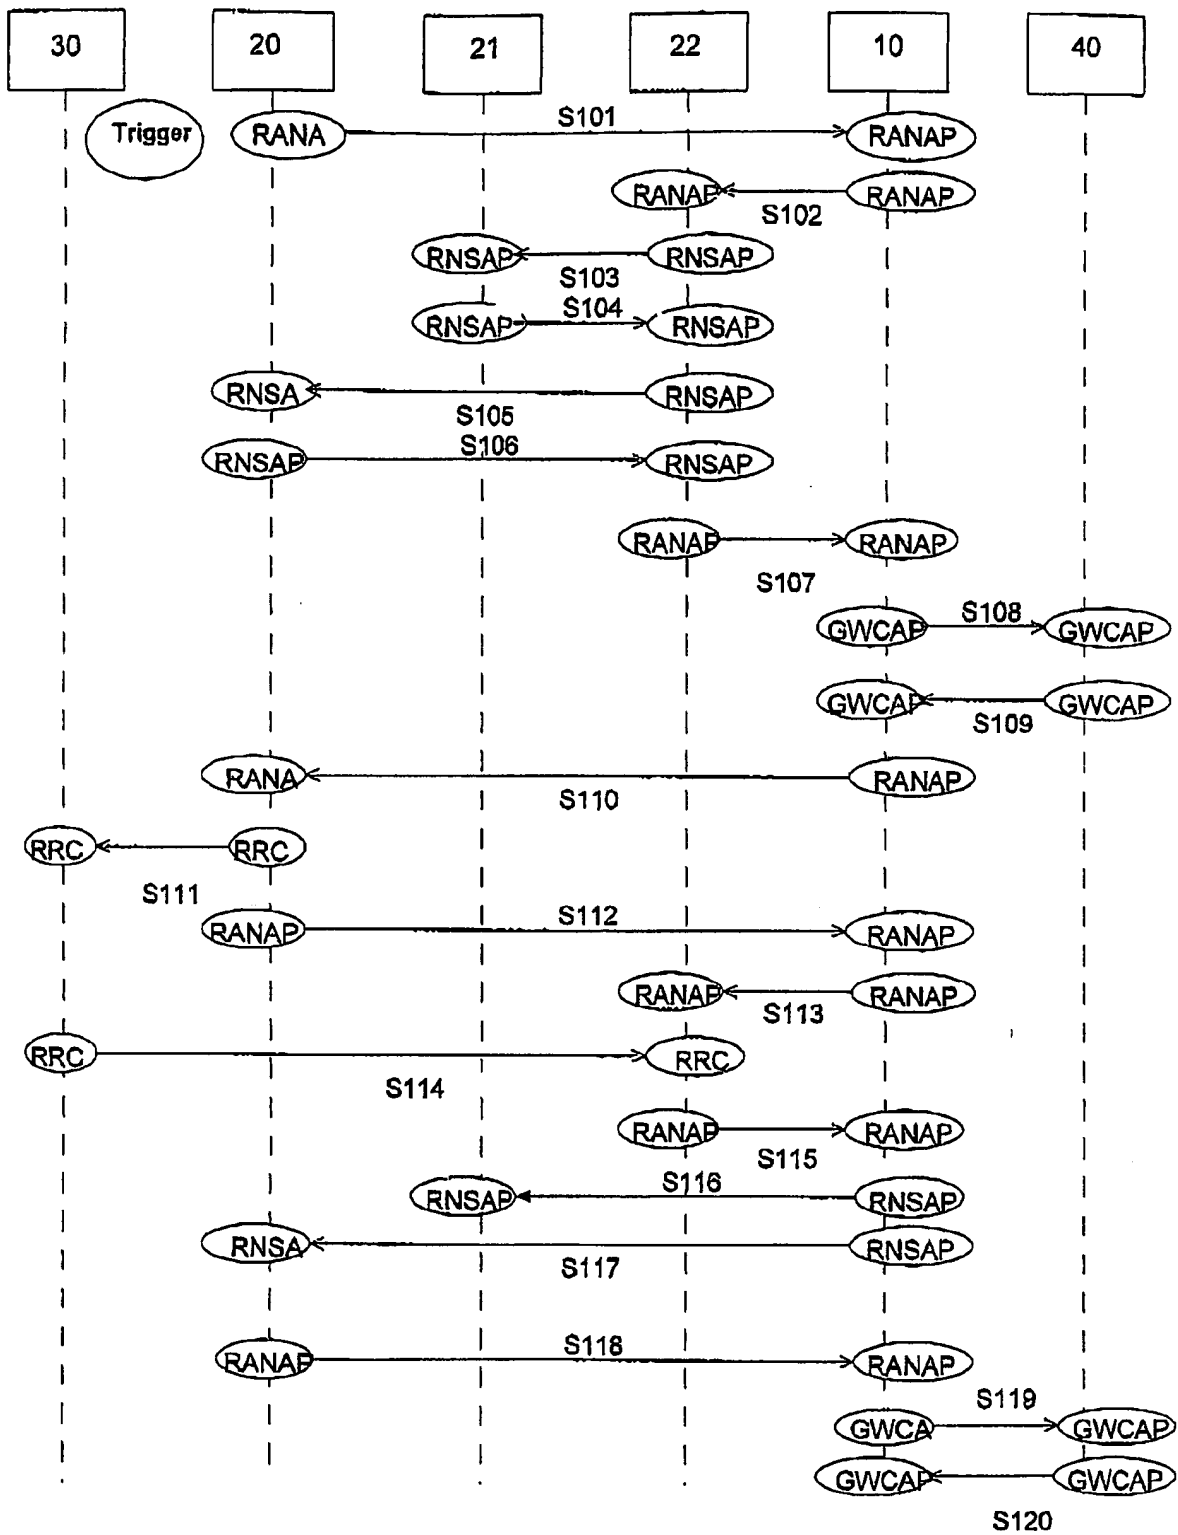 30 20 21 22 10 40
Trigger RANA S101 RANAP
RANAP S102 RANAP
RNSAP S103 RNSAP
RNSAP S104 RNSAP
RNSA S105 RNSAP
RNSAP S106 RNSAP
RANAP S107 RANAP
GWCAP S108 GWCAP
GWCAP S109 GWCAP
RANA S110 RANAP
RRC S111 RRC
RANAP S112 RANAP
RANAP S113 RANAP
RRC S114 RRC
RANAP S115 RANAP
RNSAP S116 RNSAP
RNSA S117 RNSAP
RANAP S118 RANAP
GWCA S119 GWCAP
GWCAP S120 GWCAP